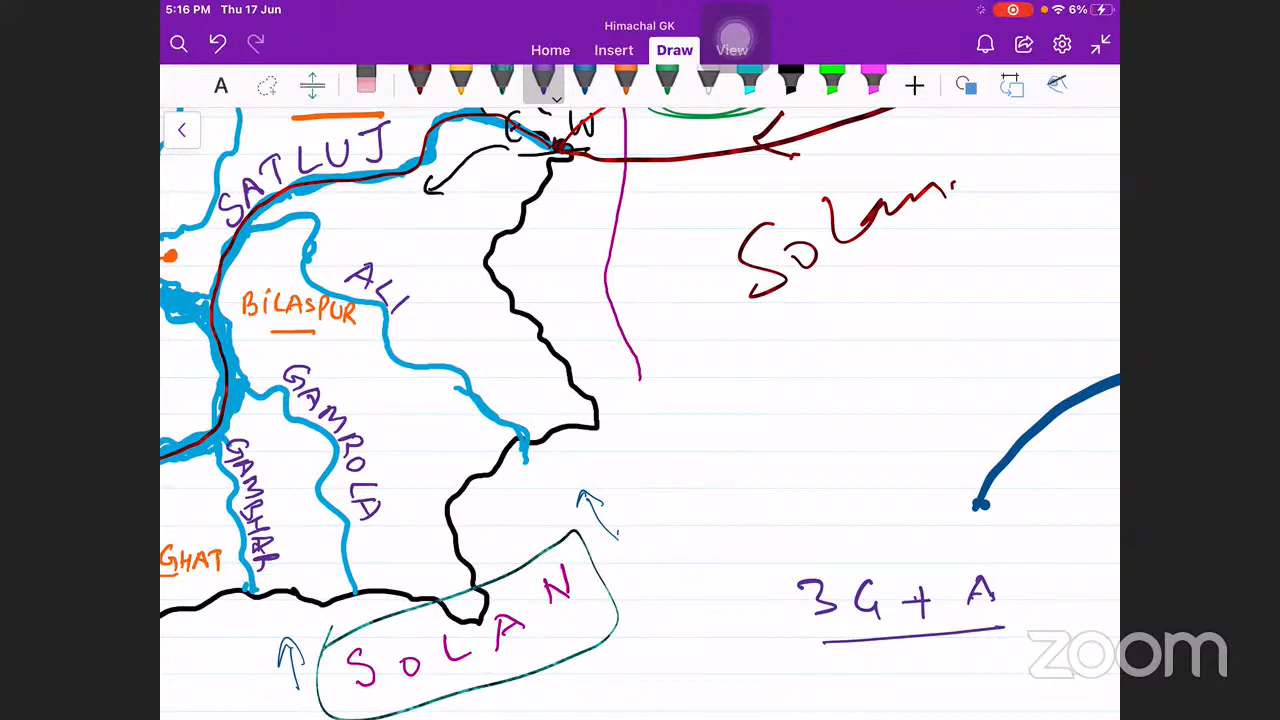 5:16 PM Thu 17 Jun
6%
Himachal GK
Home Insert Draw View
A
SATLUJ
SoLan
ALI
BiLASPUR
GAMROLA
GAMBHAR
GHAT
SOLAN
3G + A
zoom